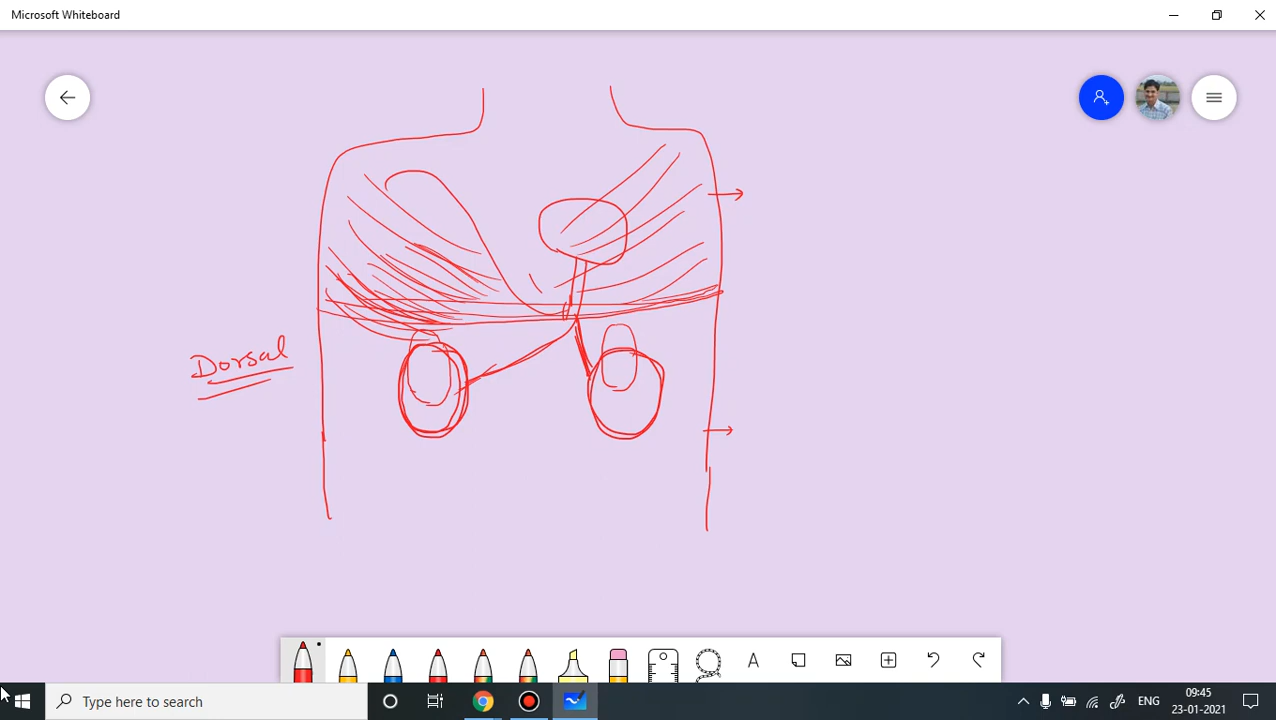 Microsoft Whiteboard
Dorsal
A
Type here to search
ENG
09:45
23-01-2021